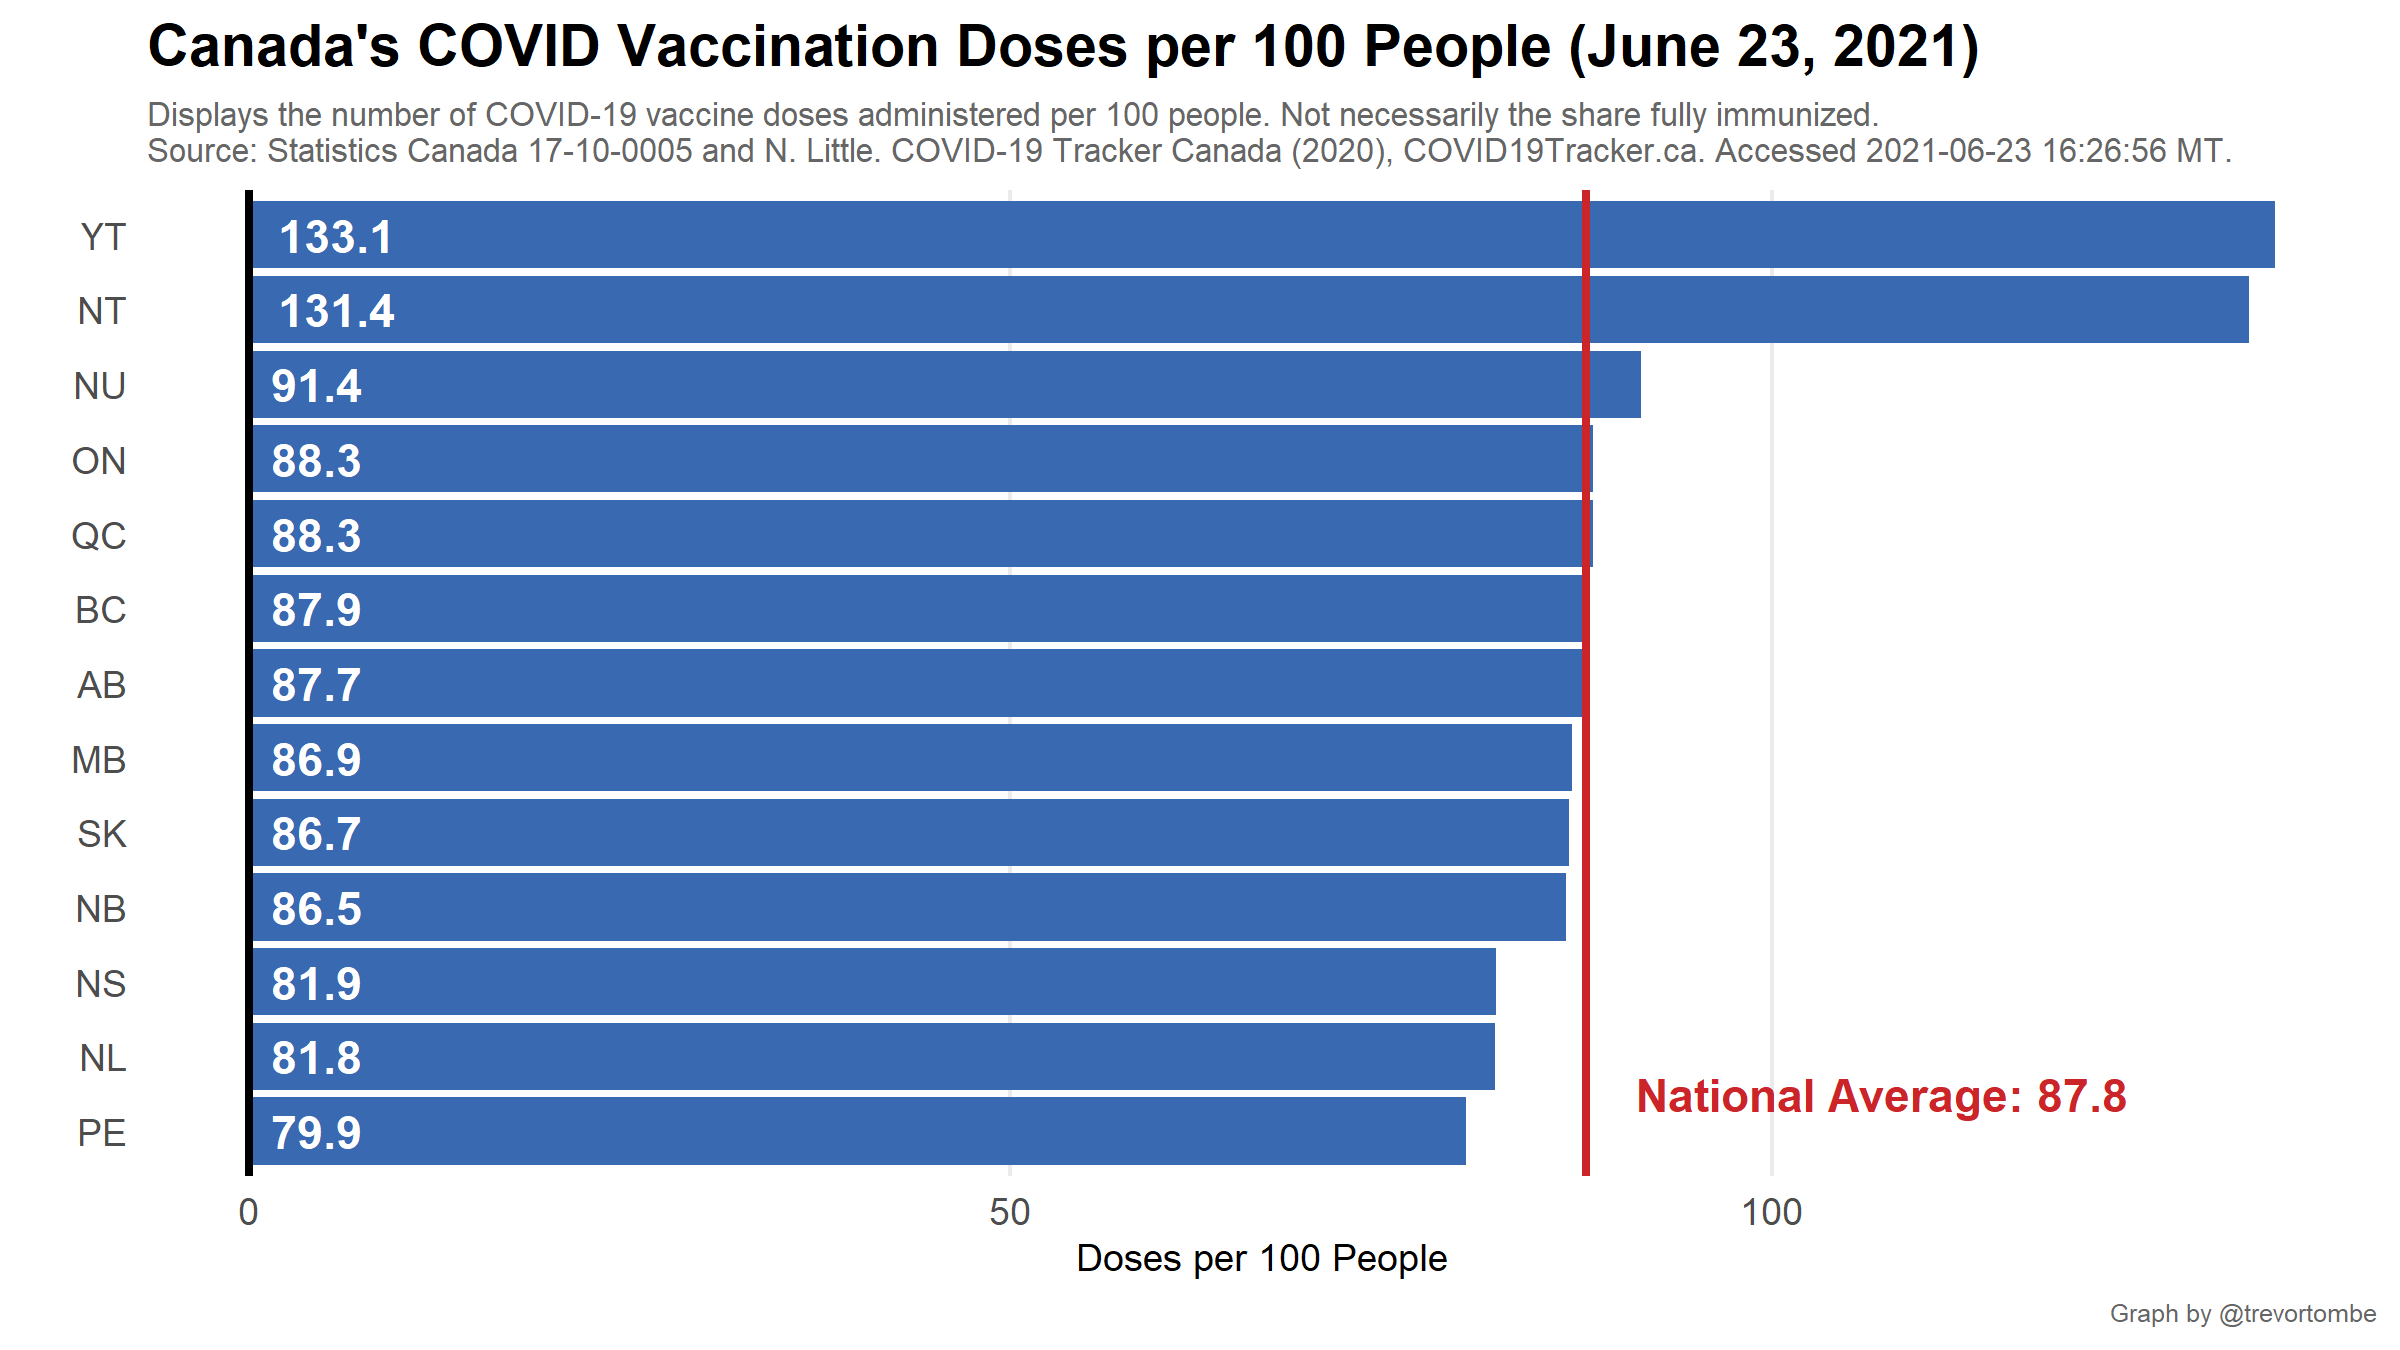 Canada's COVID Vaccination Doses per 100 People (June 23, 2021)
Displays the number of COVID-19 vaccine doses administered per 100 people. Not necessarily the share fully immunized.
Source: Statistics Canada 17-10-0005 and N. Little. COVID-19 Tracker Canada (2020), COVID19Tracker.ca. Accessed 2021-06-23 16:26:56 MT.
YT 133.1
NT 131.4
NU 91.4
ON 88.3
QC 88.3
BC 87.9
AB 87.7
MB 86.9
SK 86.7
NB 86.5
NS 81.9
NL 81.8
National Average: 87.8
PE 79.9
0 50 100
Doses per 100 People
Graph by @trevortombe